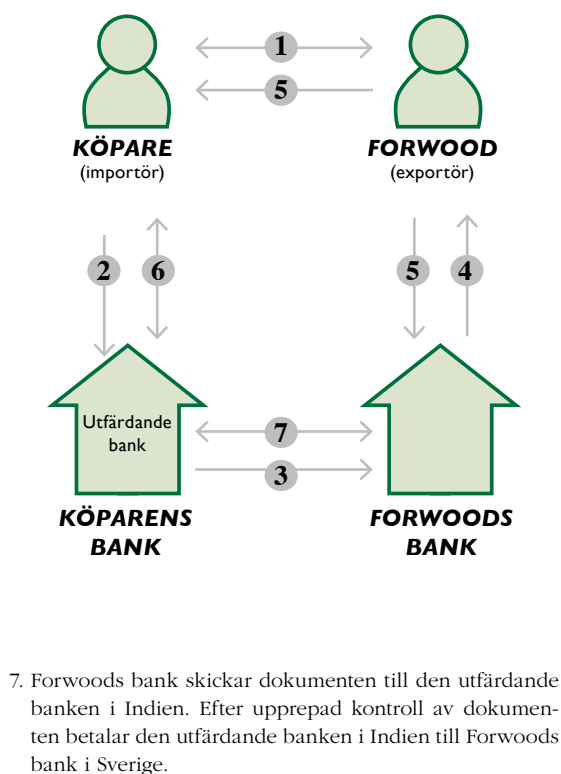 1
5
KÖPARE
(importör)
FORWOOD
(exportör)
2
6
5
4
Utfärdande
bank
7
3
KÖPARENS
BANK
FORWOODS
BANK
7. Forwoods bank skickar dokumenten till den utfärdande
banken i Indien. Efter upprepad kontroll av dokumen-
ten betalar den utfärdande banken i Indien till Forwoods
bank i Sverige.